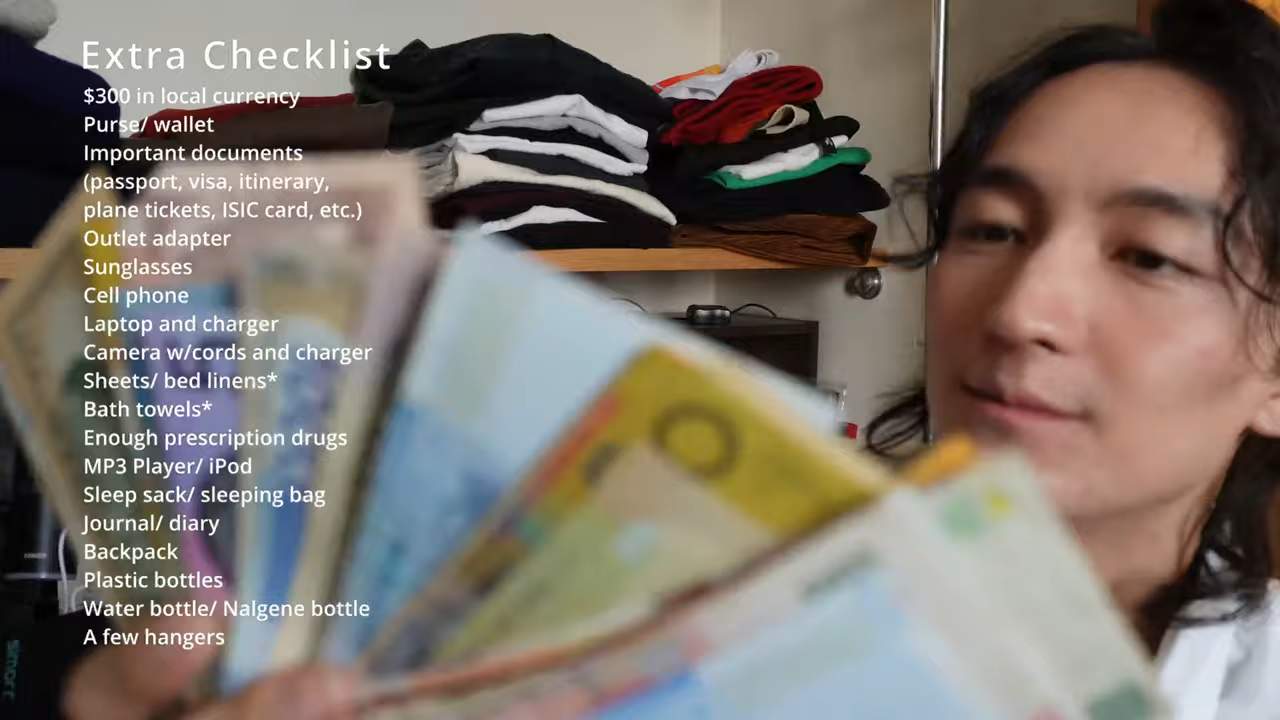 Extra Checklist
$300 in local currency
Purse/ wallet
Important documents
(passport, visa, itinerary,
plane tickets, ISIC card, etc.)
Outlet adapter
Sunglasses
Cell phone
Laptop and charger
Camera w/cords and charger
Sheets/ bed linens*
Bath towels*
Enough prescription drugs
MP3 Player/ iPod
Sleep sack/ sleeping bag
Journal/ diary
Backpack
Plastic bottles
Water bottle/ Nalgene bottle
A few hangers